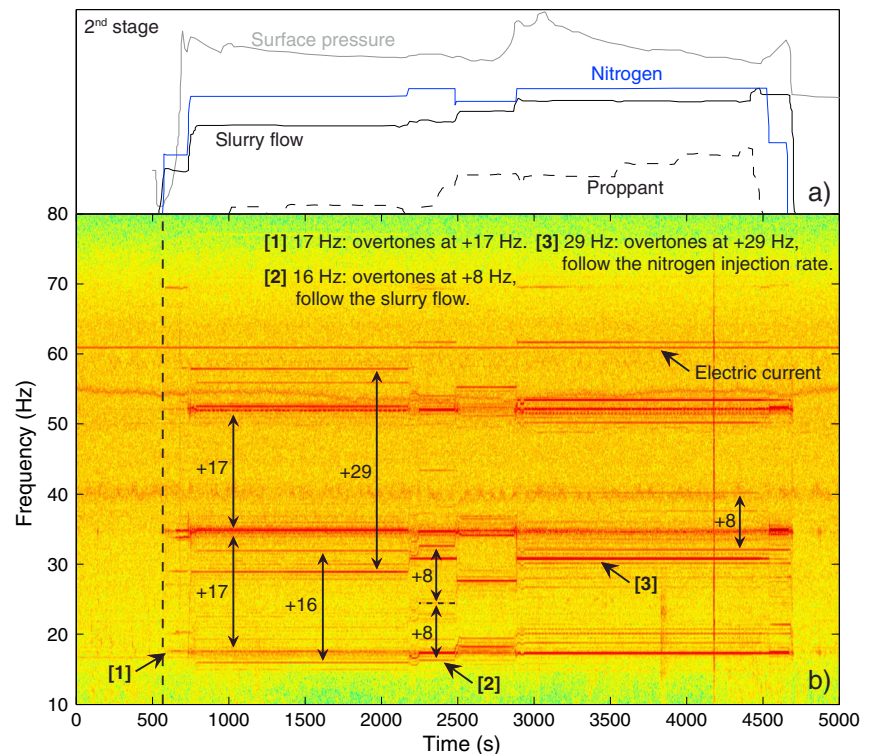 2nd stage
Surface pressure
Nitrogen
Slurry flow
Proppant
a)
[1] 17 Hz: overtones at +17 Hz.
[3] 29 Hz: overtones at +29 Hz,
follow the nitrogen injection rate.
[2] 16 Hz: overtones at +8 Hz,
follow the slurry flow.
Electric current
+17
+29
+8
+17
+16
+8
+8
[3]
[1]
[2]
b)
80
70
60
50
40
30
20
10
Frequency (Hz)
0 500 1000 1500 2000 2500 3000 3500 4000 4500 5000
Time (s)